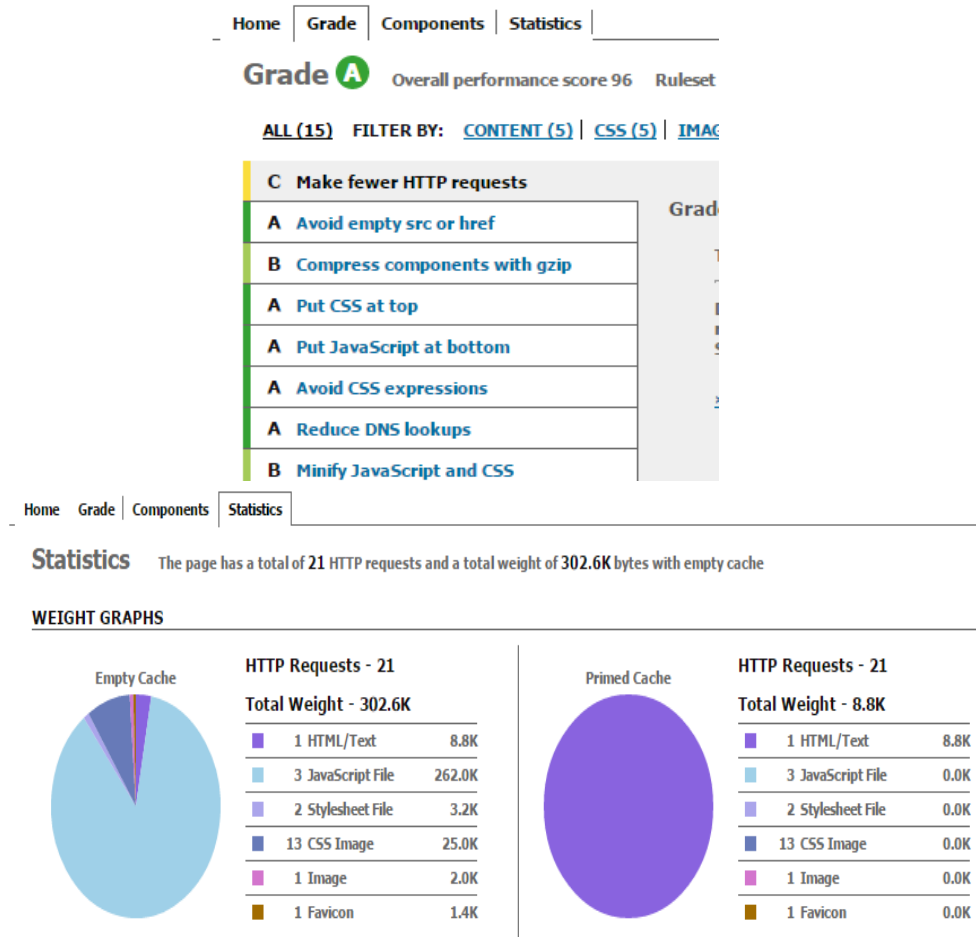 Home Grade Components Statistics
Grade A Overall performance score 96 Ruleset
ALL (15) FILTER BY: CONTENT (5) CSS (5)
C Make fewer HTTP requests
A Avoid empty src or href
B Compress components with gzip
A Put CSS at top
A Put JavaScript at bottom
A Avoid CSS expressions
A Reduce DNS lookups
B Minify JavaScript and CSS
Home Grade Components Statistics
Statistics The page has a total of 21 HTTP requests and a total weight of 302.6K bytes with empty cache
WEIGHT GRAPHS
Empty Cache
HTTP Requests - 21
Total Weight - 302.6K
1 HTML/Text 8.8K
3 JavaScript File 262.0K
2 Stylesheet File 3.2K
13 CSS Image 25.0K
1 Image 2.0K
1 Favicon 1.4K
Primed Cache
HTTP Requests - 21
Total Weight - 8.8K
1 HTML/Text 8.8K
3 JavaScript File 0.0K
2 Stylesheet File 0.0K
13 CSS Image 0.0K
1 Image 0.0K
1 Favicon 0.0K